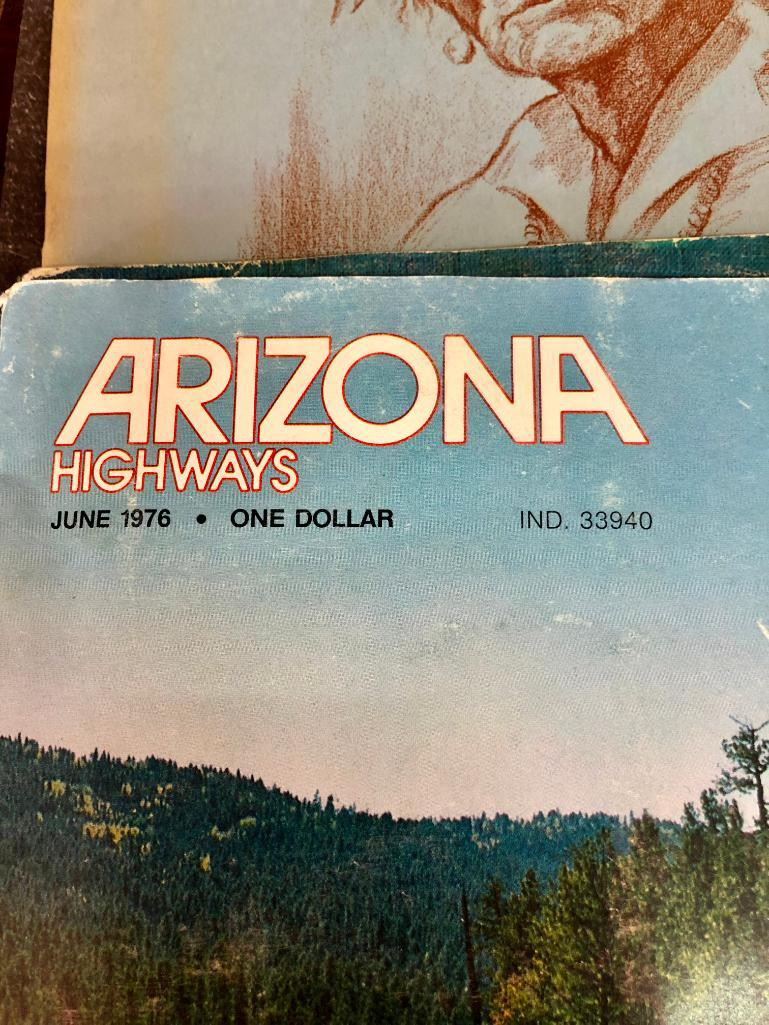 ARIZONA
HIGHWAYS
JUNE 1976 • ONE DOLLAR IND. 33940